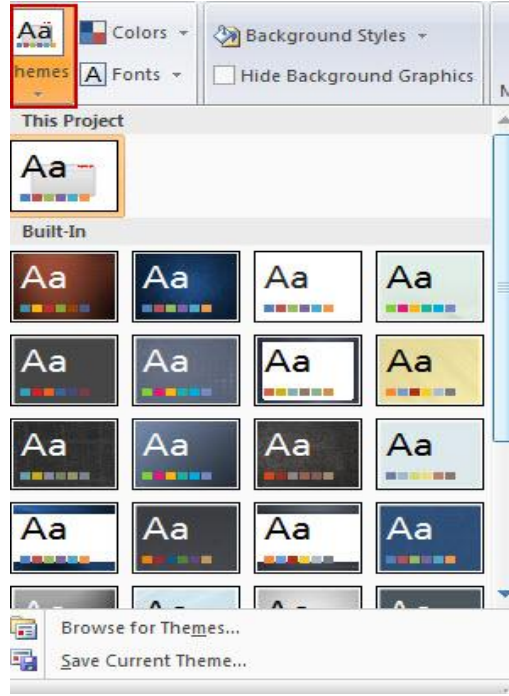 Aä Colors Background Styles
hemes A Fonts Hide Background Graphics
This Project
Aa
Built-In
Aa Aa Aa Aa
Aa Aa Aa Aa
Aa Aa Aa Aa
Aa Aa Aa Aa
Browse for Themes...
Save Current Theme...